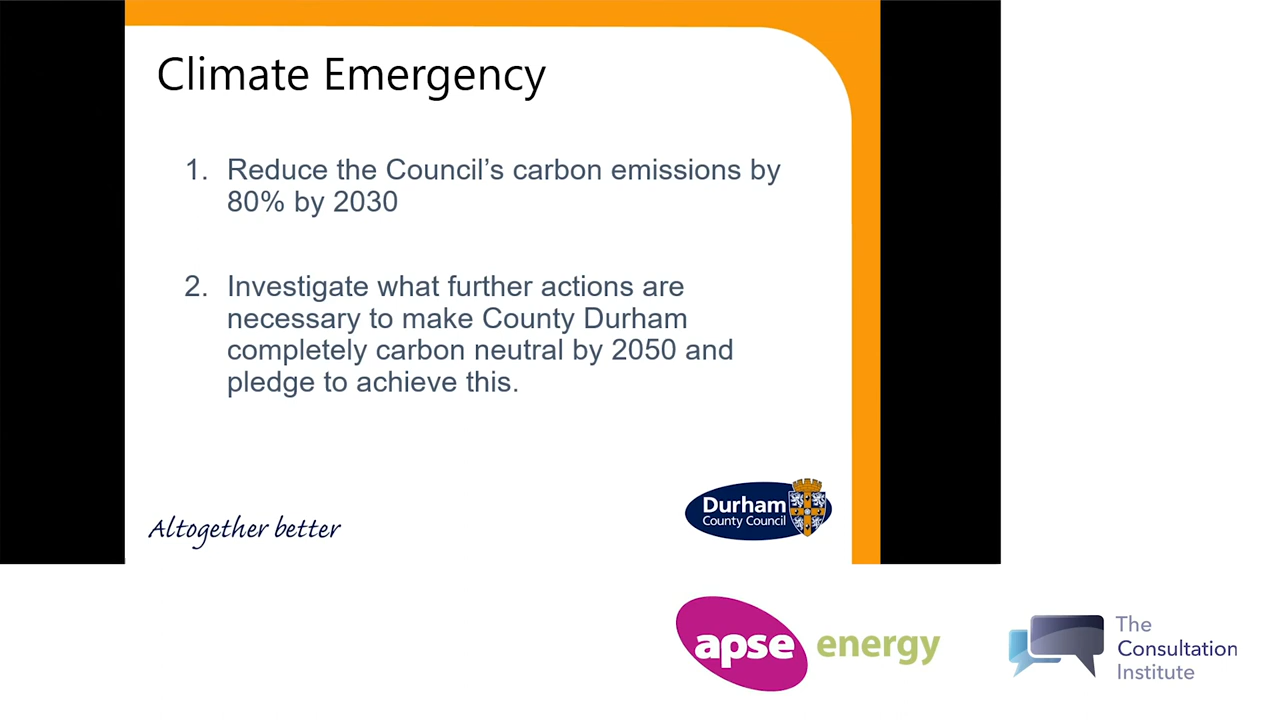 Climate Emergency
1. Reduce the Council’s carbon emissions by
80% by 2030
2. Investigate what further actions are
necessary to make County Durham
completely carbon neutral by 2050 and
pledge to achieve this.
Altogether better
Durham
County Council
apse energy
The
Consultation
Institute